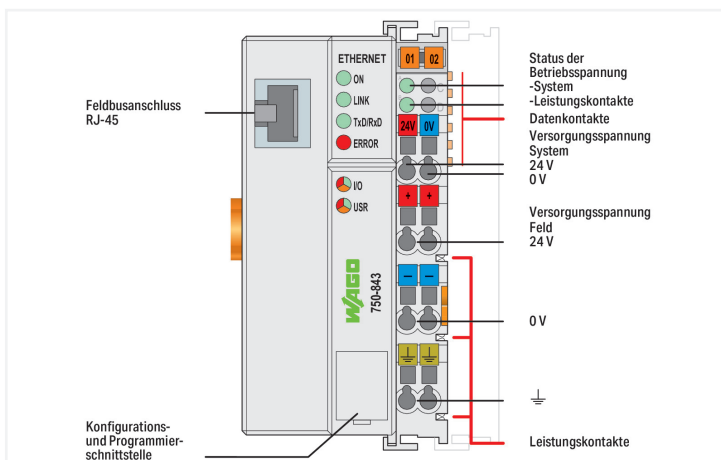 Feldbusanschluss
RJ-45
Konfigurations-
und Programmier-
schnittstelle
ETHERNET
ON
LINK
TxD/RxD
ERROR
I/O
USR
WAGO
750-843
01 02
24V 0V
+ +
− −
Status der
Betriebsspannung
-System
-Leistungskontakte
Datenkontakte
Versorgungsspannung
System
24 V
0 V
Versorgungsspannung
Feld
24 V
0 V
Leistungskontakte